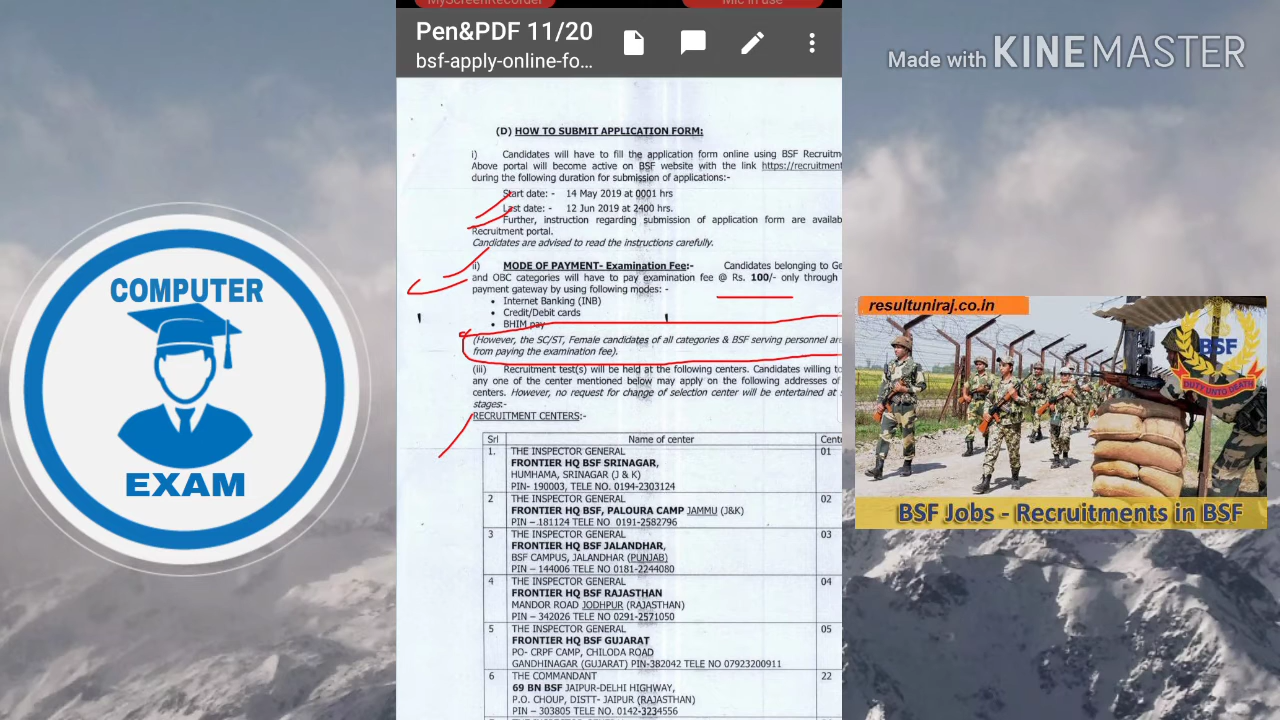 MyScreenRecorder
Mic in use
Pen&PDF 11/20
bsf-apply-online-fo...
Made with KINEMASTER
COMPUTER
EXAM
(D) HOW TO SUBMIT APPLICATION FORM:
i) Candidates will have to fill the application form online using BSF Recruitm
Above portal will become active on BSF website with the link https://recruitment
during the following duration for submission of applications:-
Start date: - 14 May 2019 at 0001 hrs
Last date: - 12 Jun 2019 at 2400 hrs.
Further, instruction regarding submission of application form are availab
Recruitment portal.
Candidates are advised to read the instructions carefully.
ii) MODE OF PAYMENT- Examination Fee:- Candidates belonging to Ge
and OBC categories will have to pay examination fee @ Rs. 100/- only through
payment gateway by using following modes: -
• Internet Banking (INB)
• Credit/Debit cards
• BHIM pay
(However, the SC/ST, Female candidates of all categories & BSF serving personnel are
from paying the examination fee).
(iii) Recruitment test(s) will be held at the following centers. Candidates willing to
any one of the center mentioned below may apply on the following addresses of
centers. However, no request for change of selection center will be entertained at
stages:-
RECRUITMENT CENTERS:-
Srl Name of center Cente
1. THE INSPECTOR GENERAL 01
FRONTIER HQ BSF SRINAGAR,
HUMHAMA, SRINAGAR (J & K)
PIN- 190003, TELE NO. 0194-2303124
2 THE INSPECTOR GENERAL 02
FRONTIER HQ BSF, PALOURA CAMP JAMMU (J&K)
PIN – 181124 TELE NO 0191-2582796
3 THE INSPECTOR GENERAL 03
FRONTIER HQ BSF JALANDHAR,
BSF CAMPUS, JALANDHAR (PUNJAB)
PIN – 144006 TELE NO 0181-2244080
4 THE INSPECTOR GENERAL 04
FRONTIER HQ BSF RAJASTHAN
MANDOR ROAD JODHPUR (RAJASTHAN)
PIN – 342026 TELE NO 0291-2571050
5 THE INSPECTOR GENERAL 05
FRONTIER HQ BSF GUJARAT
PO- CRPF CAMP, CHILODA ROAD
GANDHINAGAR (GUJARAT) PIN-382042 TELE NO 07923200911
6 THE COMMANDANT 22
69 BN BSF JAIPUR-DELHI HIGHWAY,
P.O. CHOUP, DISTT- JAIPUR (RAJASTHAN)
PIN – 303805 TELE NO. 0142-3234556
resultuniraj.co.in
BSF
DUTY UNTO DEATH
BSF Jobs - Recruitments in BSF